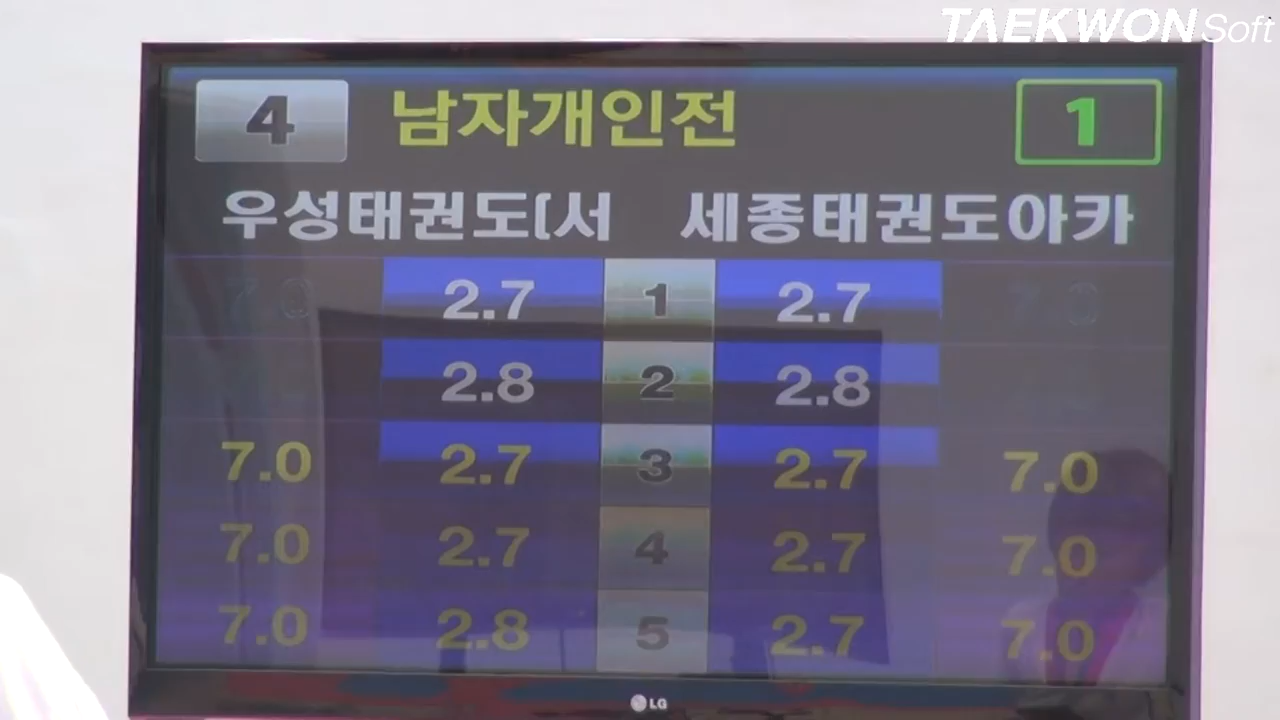 TAEKWON Soft
4 남자개인전 1
우성태권도(서 세종태권도아카
2.7 1 2.7
2.8 2 2.8
7.0 2.7 3 2.7 7.0
7.0 2.7 4 2.7 7.0
7.0 2.8 5 2.7 7.0
LG